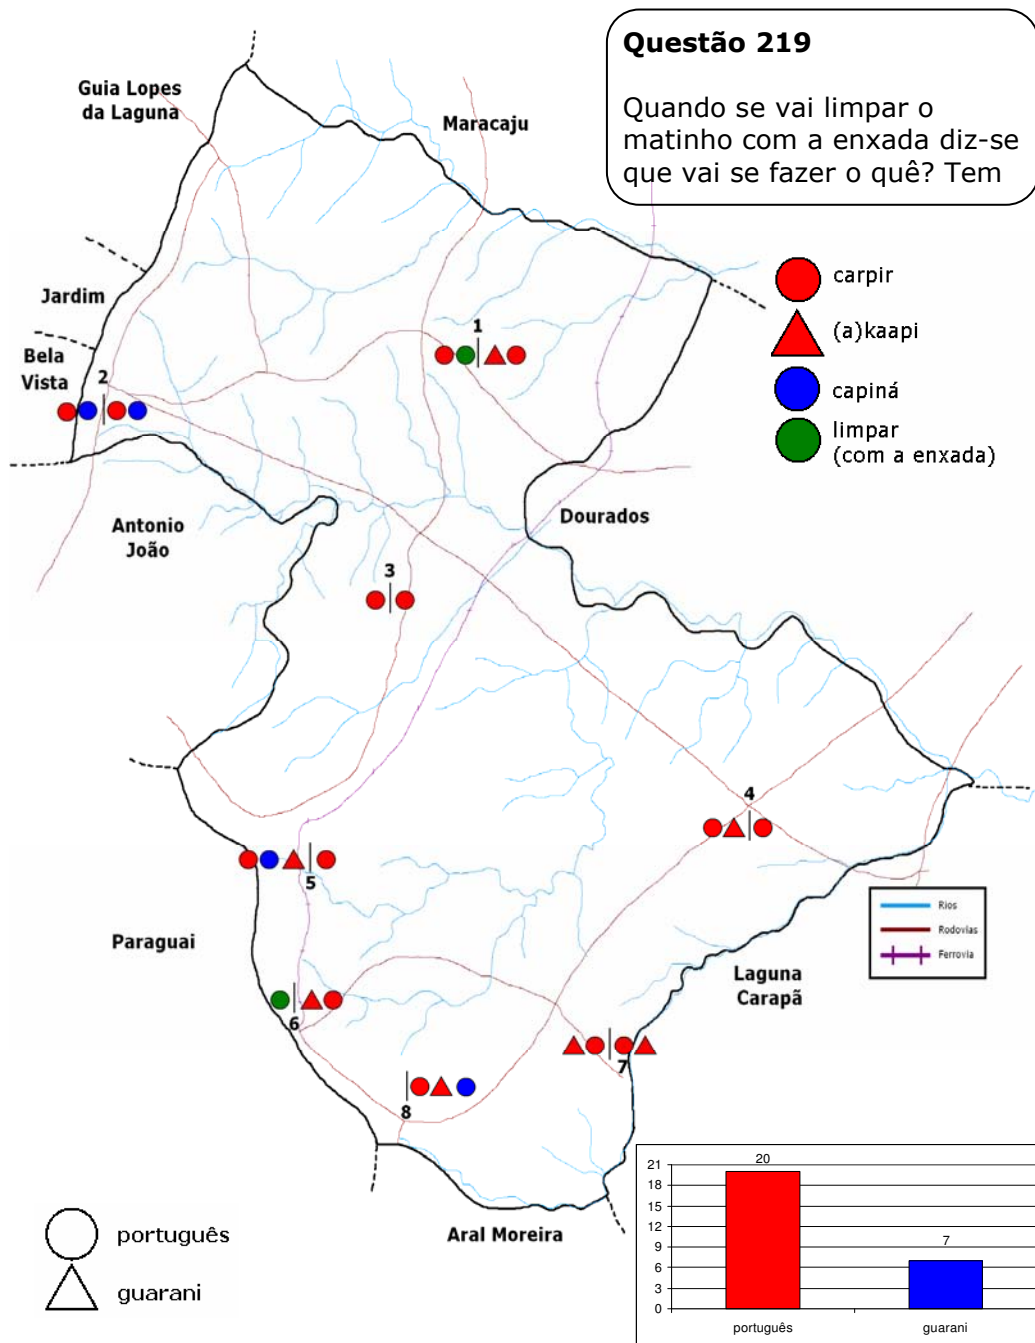 Questão 219
Quando se vai limpar o
matinho com a enxada diz-se
que vai se fazer o quê? Tem
Guia Lopes
da Laguna
Maracaju
carpir
(a)kaapi
capiná
limpar
(com a enxada)
Jardim
Bela
Vista
1
2
Antonio
João
Dourados
3
4
5
Paraguai
Rios
Rodovias
Ferrovia
Laguna
Carapã
6
7
8
Aral Moreira
português
guarani
21
18
15
12
9
6
3
0
20
7
português
guarani